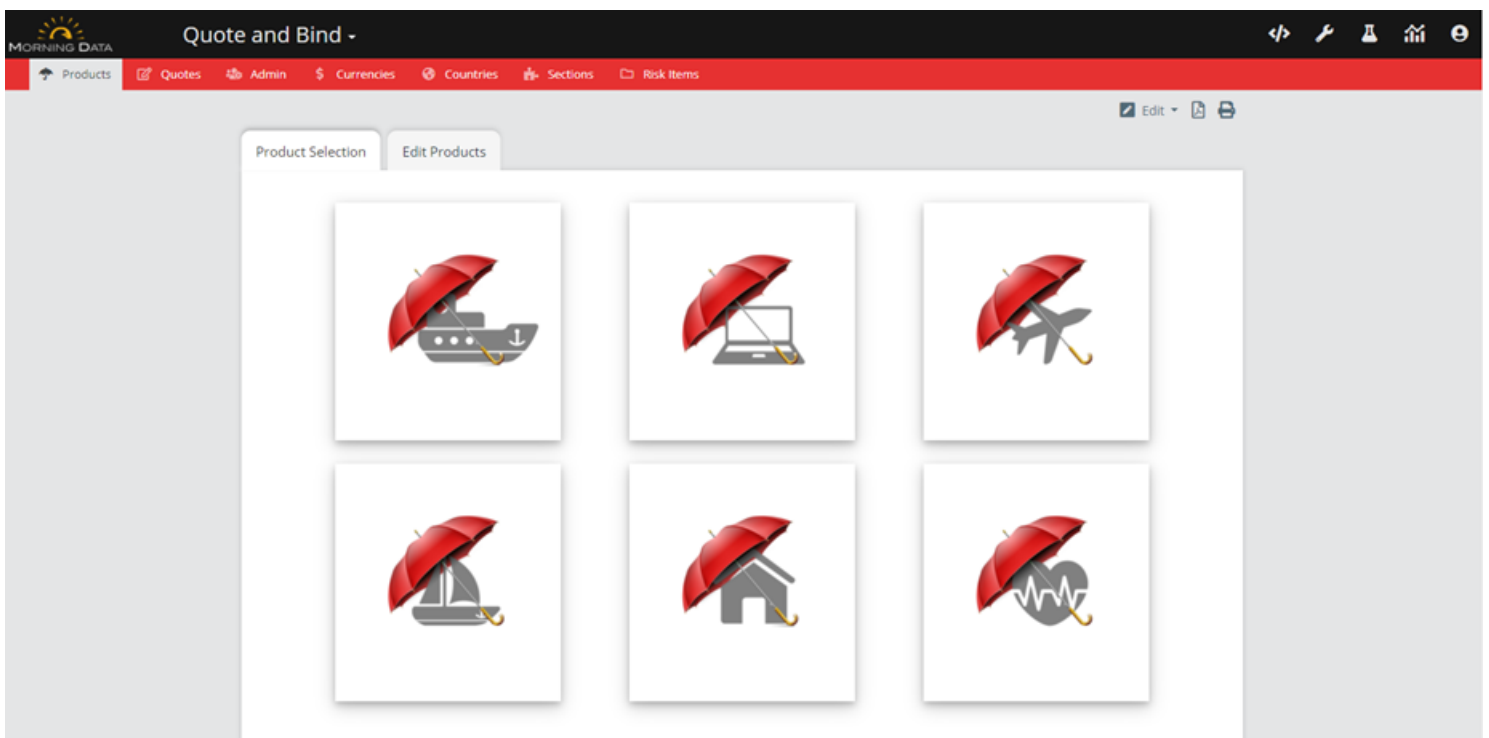 MORNING DATA
Quote and Bind
Products Quotes Admin $ Currencies Countries Sections Risk Items
Edit
Product Selection Edit Products